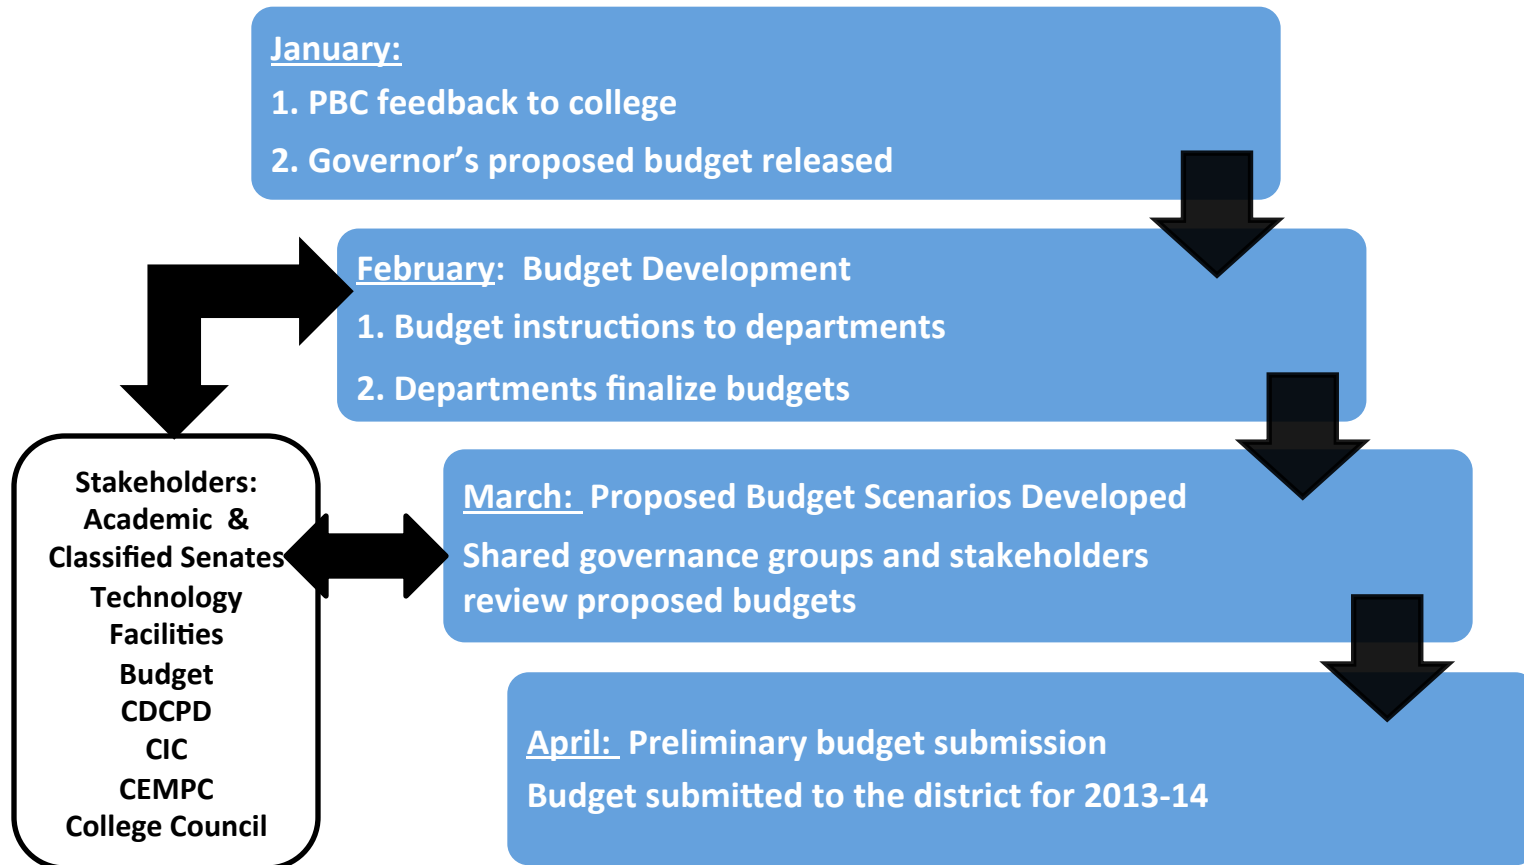 January:
1. PBC feedback to college
2. Governor’s proposed budget released
February:  Budget Development
1. Budget instructions to departments
2. Departments finalize budgets
Stakeholders:
Academic  &
Classified Senates
Technology
Facilities
Budget
CDCPD
CIC
CEMPC
College Council
March:  Proposed Budget Scenarios Developed
Shared governance groups and stakeholders
review proposed budgets
April:  Preliminary budget submission
Budget submitted to the district for 2013-14